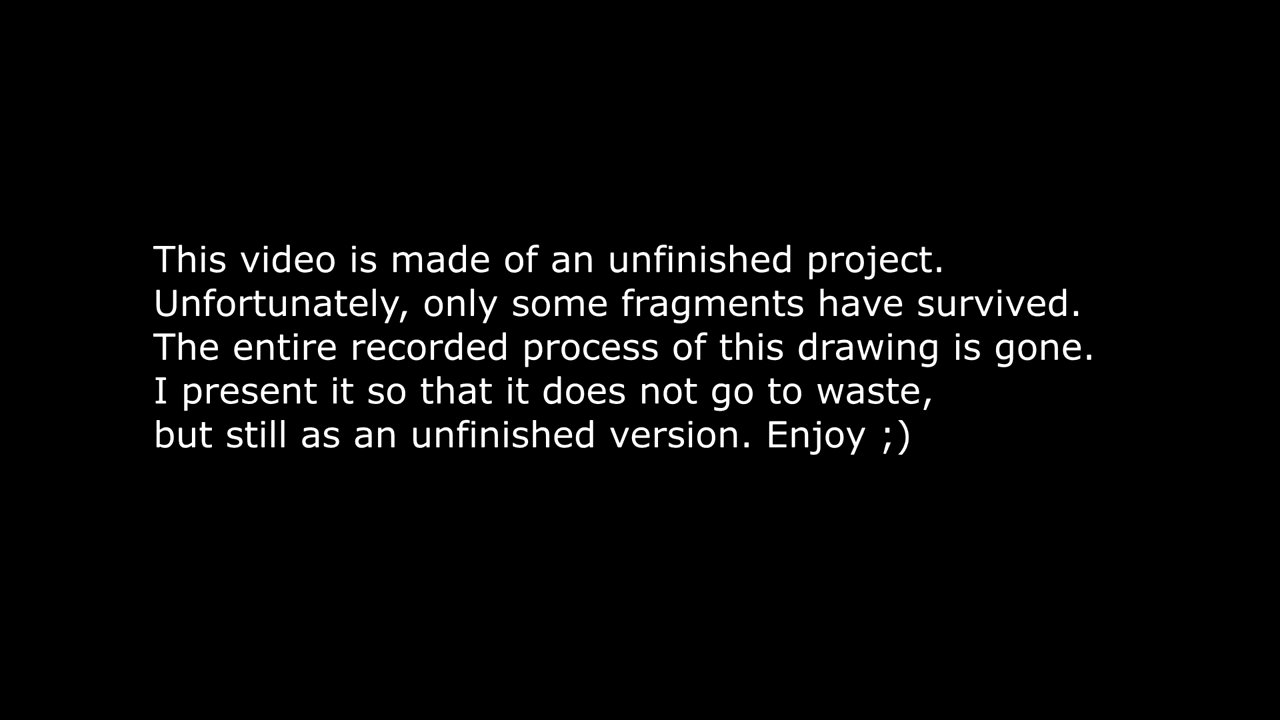 This video is made of an unfinished project.
Unfortunately, only some fragments have survived.
The entire recorded process of this drawing is gone.
I present it so that it does not go to waste,
but still as an unfinished version. Enjoy ;)